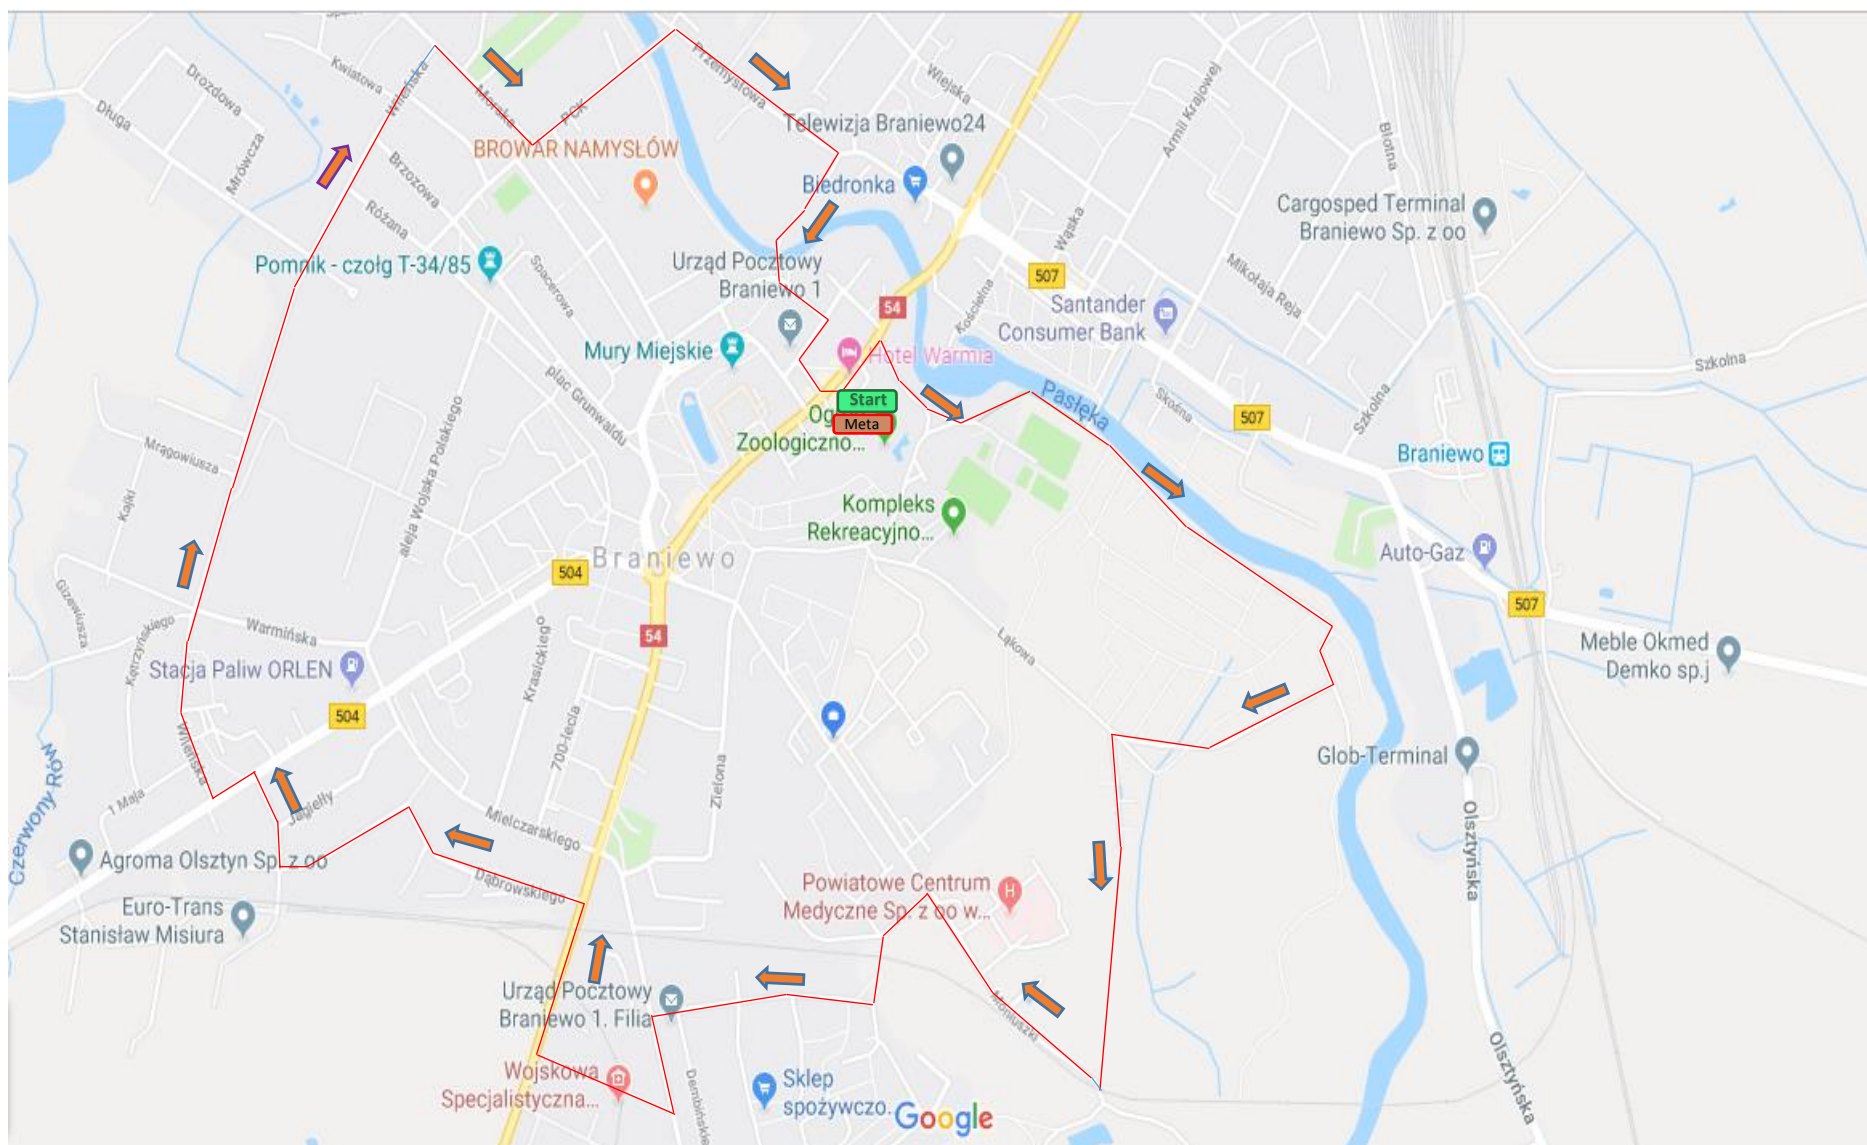 Kwiatowa
Wileńska
Drozdowa
Długa
Mrówcza
Morska
PCK
Przemysłowa
Wiejska
Armii Krajowej
Błotna
Telewizja Braniewo24
BROWAR NAMYSŁÓW
Brzozowa
Różana
Biedronka
Cargosped Terminal
Braniewo Sp. z oo
Wąska
Mikołaja Reja
Pomnik - czołg T-34/85
Spacerowa
Urząd Pocztowy
Braniewo 1
507
54
Kościelna
Santander
Consumer Bank
Mury Miejskie
Hotel Warmia
Szkolna
plac Grunwaldu
Start
Meta
Og
Zoologiczno...
Pasłęka
Skośna
507
Szkolna
Braniewo
Mrągowiusza
Kajki
aleja Wojska Polskiego
Kompleks
Rekreacyjno...
Auto-Gaz
Braniewo
504
507
Gizewiusza
Kętrzyńskiego
Warmińska
54
Krasickiego
Łąkowa
Meble Okmed
Demko sp.j
Stacja Paliw ORLEN
504
Wileńska
700-lecia
Zielona
Glob-Terminal
Czerwony Rów
1 Maja
Jagiełły
Mielczarskiego
Olsztyńska
Agroma Olsztyn Sp. z oo
Dąbrowskiego
Powiatowe Centrum
Medyczne Sp. z oo w...
Euro-Trans
Stanisław Misiura
Urząd Pocztowy
Braniewo 1. Filia
Moniuszki
Olsztyńska
Wojskowa
Specjalistyczna...
Dembińskie
Sklep
spożywczo.
Google